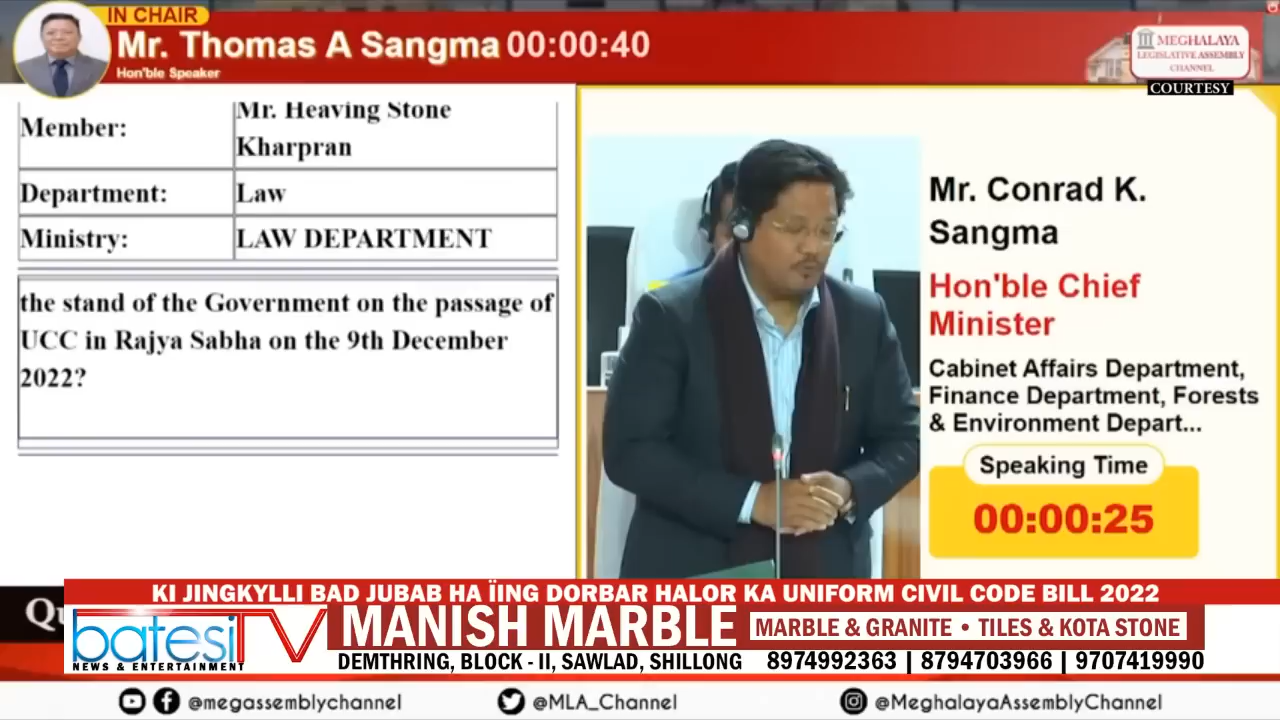 IN CHAIR
Mr. Thomas A Sangma 00:00:40
Hon'ble Speaker
MEGHALAYA
LEGISLATIVE ASSEMBLY
CHANNEL
COURTESY
Member: Mr. Heaving Stone
Kharpran
Department: Law
Ministry: LAW DEPARTMENT
the stand of the Government on the passage of
UCC in Rajya Sabha on the 9th December
2022?
Mr. Conrad K.
Sangma
Hon'ble Chief
Minister
Cabinet Affairs Department,
Finance Department, Forests
& Environment Depart...
Speaking Time
00:00:25
KI JINGKYLLI BAD JUBAB HA ÏING DORBAR HALOR KA UNIFORM CIVIL CODE BILL 2022
batesi TV
NEWS & ENTERTAINMENT
MANISH MARBLE MARBLE & GRANITE • TILES & KOTA STONE
DEMTHRING, BLOCK - II, SAWLAD, SHILLONG 8974992363 | 8794703966 | 9707419990
@megassemblychannel @MLA_Channel @MeghalayaAssemblyChannel